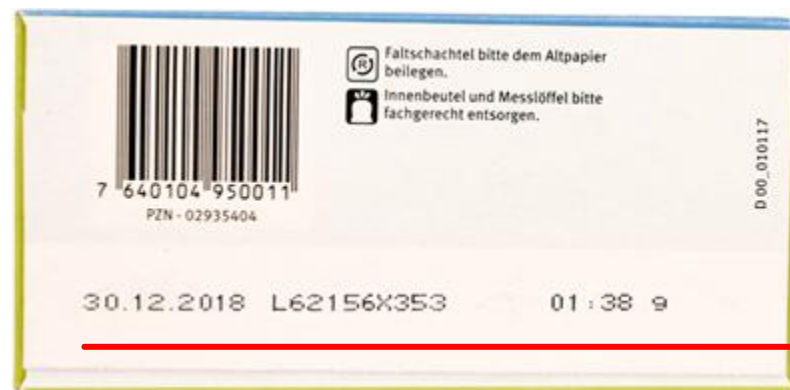 Faltschachtel bitte dem Altpapier
beilegen.
Innenbeutel und Messlöffel bitte
fachgerecht entsorgen.
7 640104 950011
PZN - 02935404
D 00_010117
30.12.2018 L62156X353 01:38 9